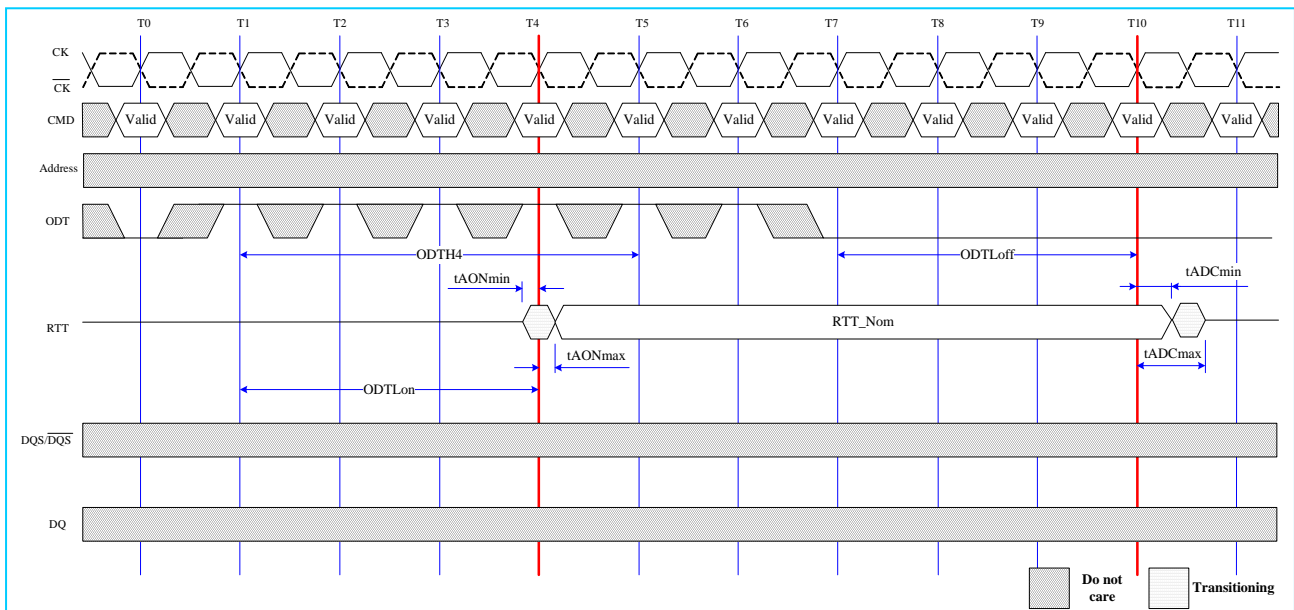 T0 T1 T2 T3 T4 T5 T6 T7 T8 T9 T10 T11
CK
CK
CMD Valid Valid Valid Valid Valid Valid Valid Valid Valid Valid Valid Valid
Address
ODT
ODTH4 ODTLoff
tAONmin tADCmin
RTT RTT_Nom
tAONmax tADCmax
ODTLon
DQS/DQS
DQ
Do not care Transitioning